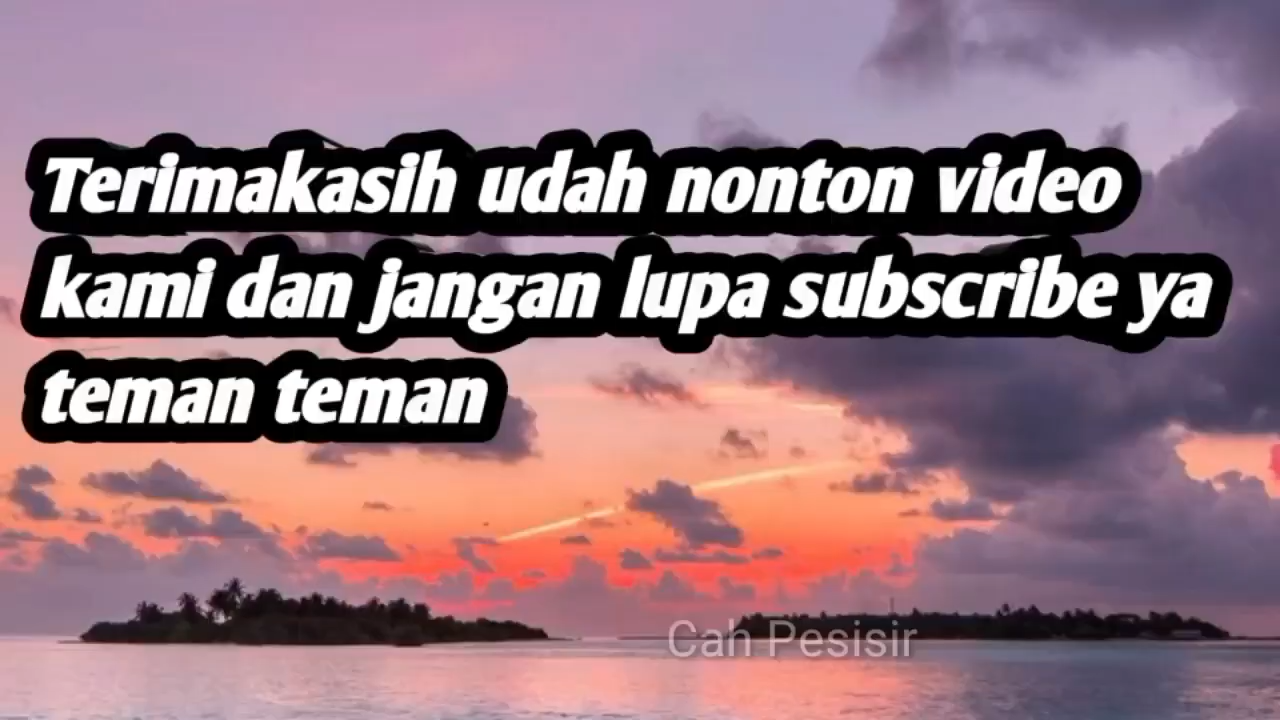 Terimakasih udah nonton video
kami dan jangan lupa subscribe ya
teman teman
Cah Pesisir